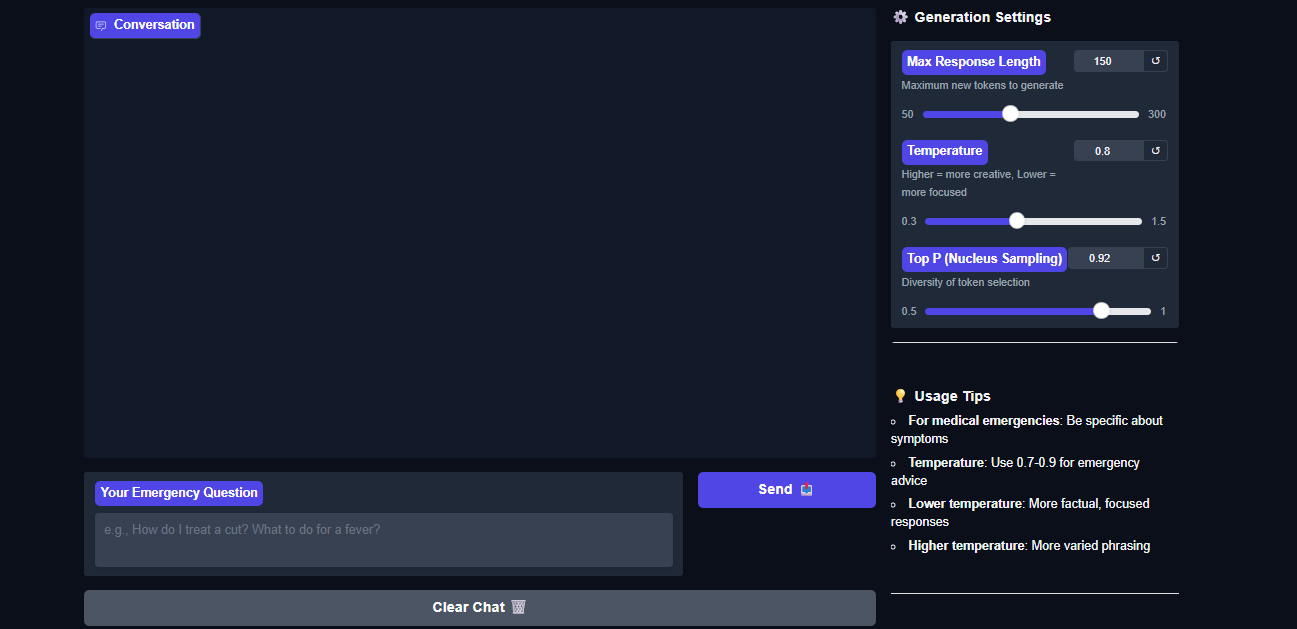 Conversation
Your Emergency Question
e.g., How do I treat a cut? What to do for a fever?
Send
Clear Chat
Generation Settings
Max Response Length
150
Maximum new tokens to generate
50
300
Temperature
0.8
Higher = more creative, Lower =
more focused
0.3
1.5
Top P (Nucleus Sampling)
0.92
Diversity of token selection
0.5
1
Usage Tips
For medical emergencies: Be specific about
symptoms
Temperature: Use 0.7-0.9 for emergency
advice
Lower temperature: More factual, focused
responses
Higher temperature: More varied phrasing